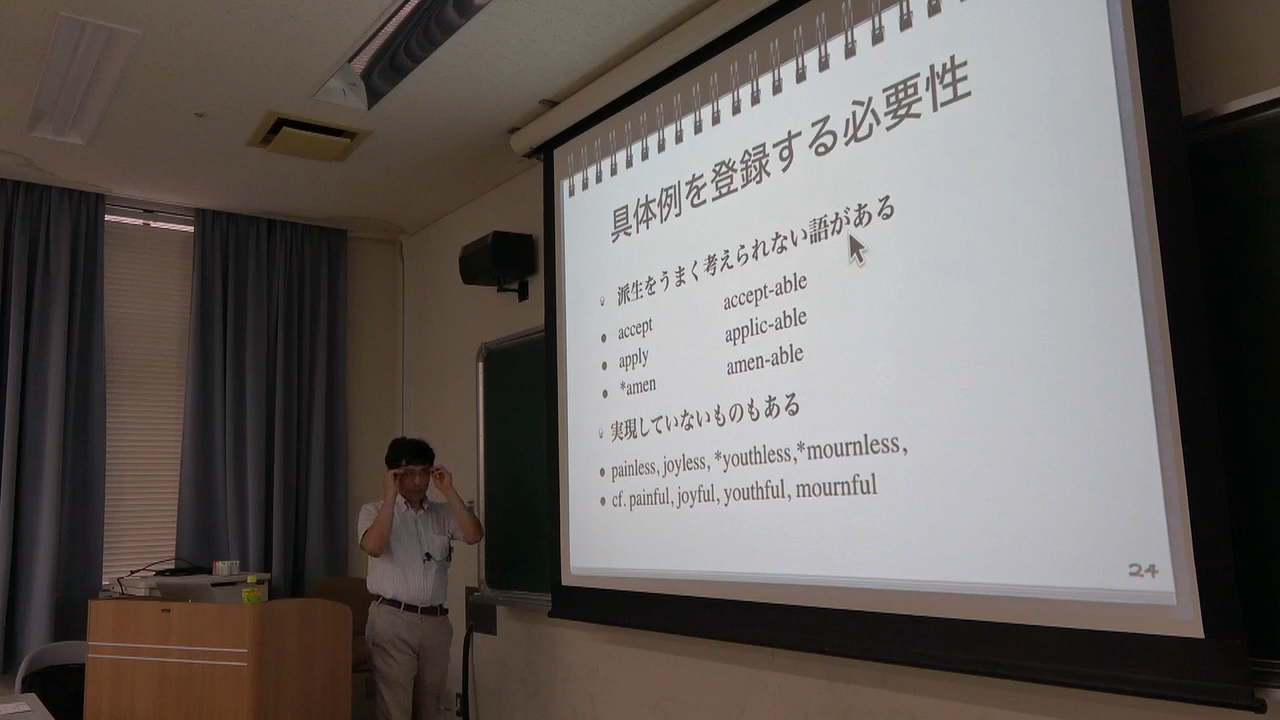 具体例を登録する必要性
派生をうまく考えられない語がある
accept accept-able
apply applic-able
*amen amen-able
実現していないものもある
painless, joyless, *youthless,*mournless,
cf. painful, joyful, youthful, mournful
24